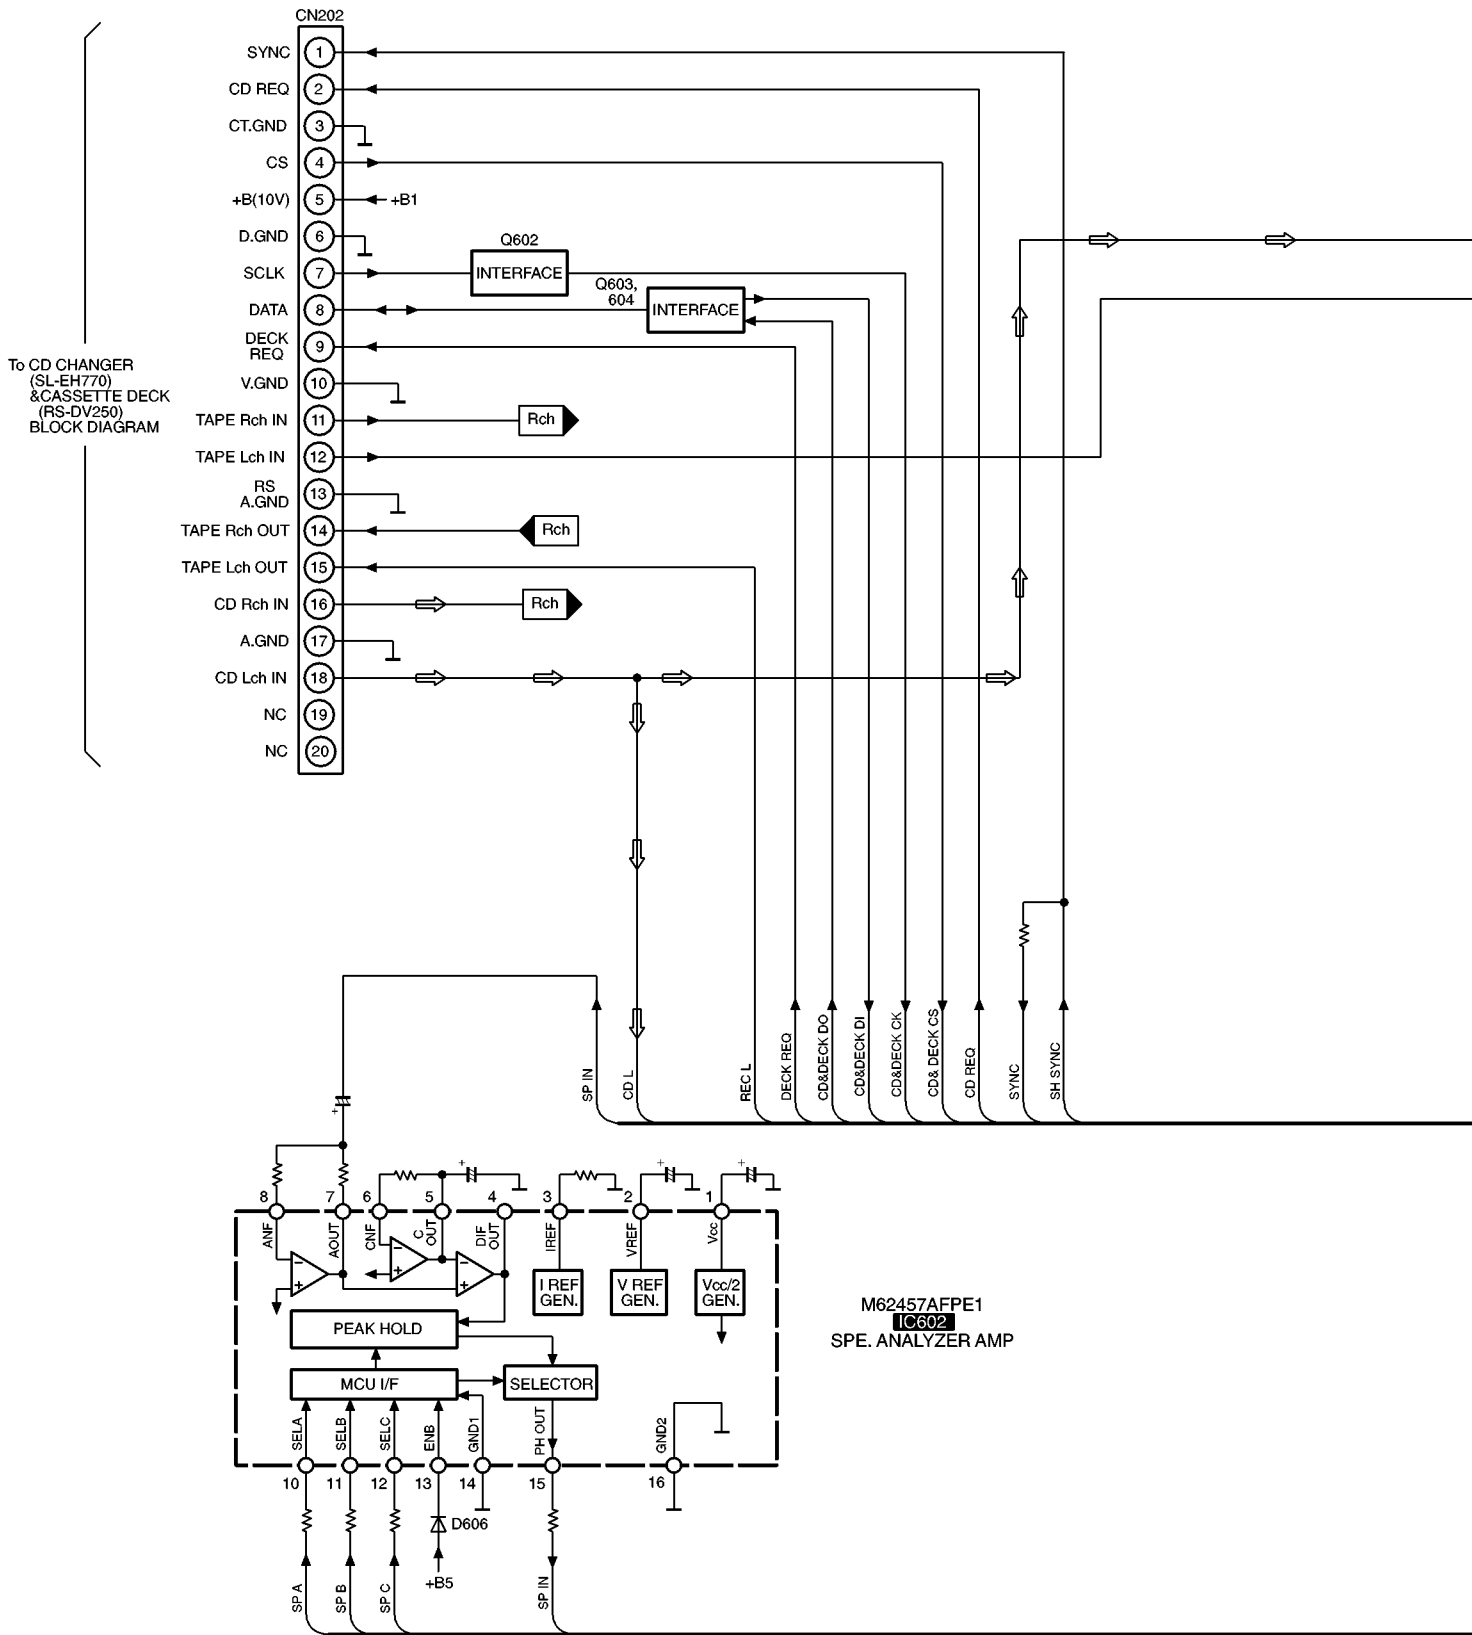 CN202
SYNC 1
CD REQ 2
CT.GND 3
CS 4
+B(10V) 5 +B1
D.GND 6
Q602
SCLK 7 INTERFACE
Q603,
604
DATA 8 INTERFACE
DECK
REQ 9
V.GND 10
TAPE Rch IN 11 Rch
TAPE Lch IN 12
RS
A.GND 13
TAPE Rch OUT 14 Rch
TAPE Lch OUT 15
CD Rch IN 16 Rch
A.GND 17
CD Lch IN 18
NC 19
NC 20
To CD CHANGER
(SL-EH770)
&CASSETTE DECK
(RS-DV250)
BLOCK DIAGRAM
SP IN
CD L
REC L
DECK REQ
CD&DECK DO
CD&DECK DI
CD&DECK CK
CD& DECK CS
CD REQ
SYNC
SH SYNC
+ + + +
8 7 6 5 4 3 2 1
ANF
AOUT
CNF
C
OUT
DIF
OUT
IREF
VREF
Vcc
− + − + − +
I REF
GEN.
V REF
GEN.
Vcc/2
GEN.
PEAK HOLD
MCU I/F
SELECTOR
SELA
SELB
SELC
ENB
GND1
PH OUT
GND2
10 11 12 13 14 15 16
D606
+B5
SP A
SP B
SP C
SP IN
M62457AFPE1
IC602
SPE. ANALYZER AMP